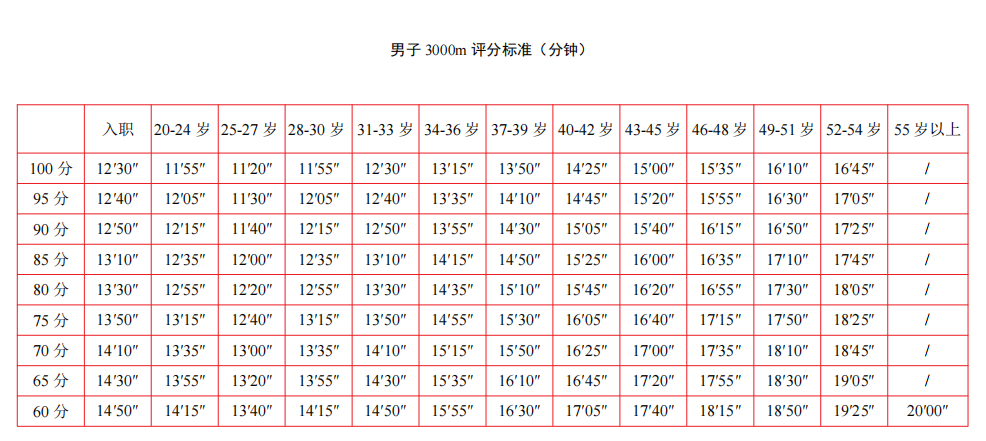 男子 3000m 评分标准（分钟）
入职 20-24 岁 25-27 岁 28-30 岁 31-33 岁 34-36 岁 37-39 岁 40-42 岁 43-45 岁 46-48 岁 49-51 岁 52-54 岁 55 岁以上
100 分 12′30″ 11′55″ 11′20″ 11′55″ 12′30″ 13′15″ 13′50″ 14′25″ 15′00″ 15′35″ 16′10″ 16′45″ /
95 分 12′40″ 12′05″ 11′30″ 12′05″ 12′40″ 13′35″ 14′10″ 14′45″ 15′20″ 15′55″ 16′30″ 17′05″ /
90 分 12′50″ 12′15″ 11′40″ 12′15″ 12′50″ 13′55″ 14′30″ 15′05″ 15′40″ 16′15″ 16′50″ 17′25″ /
85 分 13′10″ 12′35″ 12′00″ 12′35″ 13′10″ 14′15″ 14′50″ 15′25″ 16′00″ 16′35″ 17′10″ 17′45″ /
80 分 13′30″ 12′55″ 12′20″ 12′55″ 13′30″ 14′35″ 15′10″ 15′45″ 16′20″ 16′55″ 17′30″ 18′05″ /
75 分 13′50″ 13′15″ 12′40″ 13′15″ 13′50″ 14′55″ 15′30″ 16′05″ 16′40″ 17′15″ 17′50″ 18′25″ /
70 分 14′10″ 13′35″ 13′00″ 13′35″ 14′10″ 15′15″ 15′50″ 16′25″ 17′00″ 17′35″ 18′10″ 18′45″ /
65 分 14′30″ 13′55″ 13′20″ 13′55″ 14′30″ 15′35″ 16′10″ 16′45″ 17′20″ 17′55″ 18′30″ 19′05″ /
60 分 14′50″ 14′15″ 13′40″ 14′15″ 14′50″ 15′55″ 16′30″ 17′05″ 17′40″ 18′15″ 18′50″ 19′25″ 20′00″